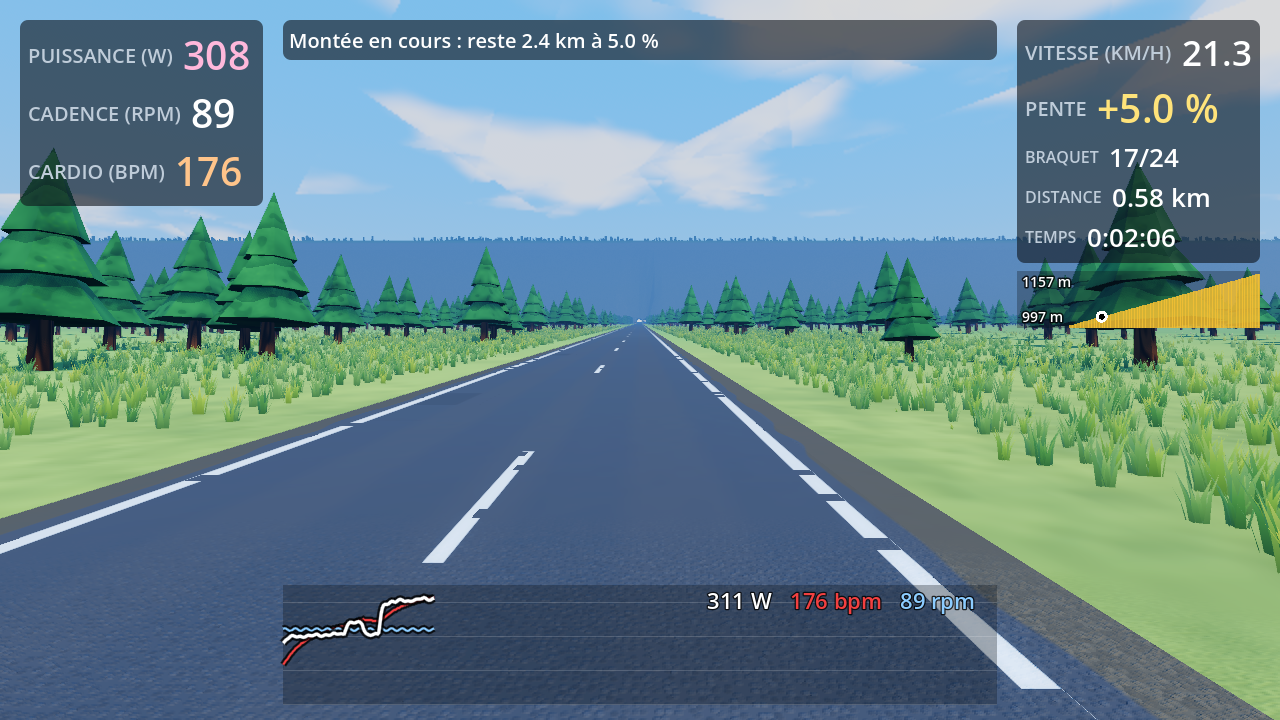 PUISSANCE (W) 308
CADENCE (RPM) 89
CARDIO (BPM) 176
Montée en cours : reste 2.4 km à 5.0 %
VITESSE (KM/H) 21.3
PENTE +5.0 %
BRAQUET 17/24
DISTANCE 0.58 km
TEMPS 0:02:06
1157 m
997 m
311 W 176 bpm 89 rpm